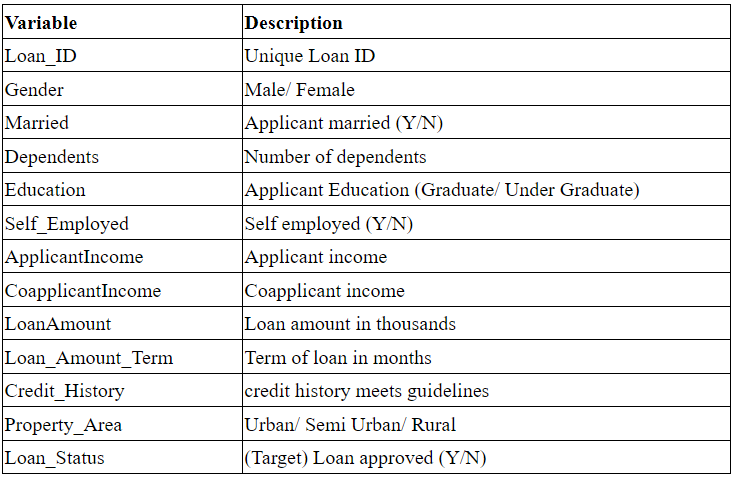 Variable Description
Loan_ID Unique Loan ID
Gender Male/ Female
Married Applicant married (Y/N)
Dependents Number of dependents
Education Applicant Education (Graduate/ Under Graduate)
Self_Employed Self employed (Y/N)
ApplicantIncome Applicant income
CoapplicantIncome Coapplicant income
LoanAmount Loan amount in thousands
Loan_Amount_Term Term of loan in months
Credit_History credit history meets guidelines
Property_Area Urban/ Semi Urban/ Rural
Loan_Status (Target) Loan approved (Y/N)